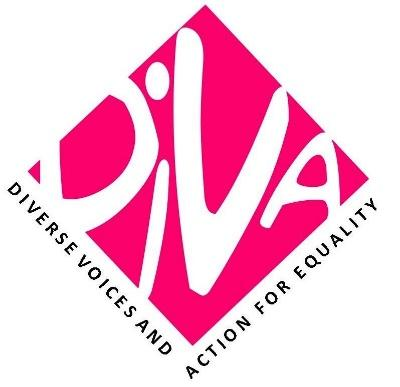 DiVA
DIVERSE VOICES AND
ACTION FOR EQUALITY